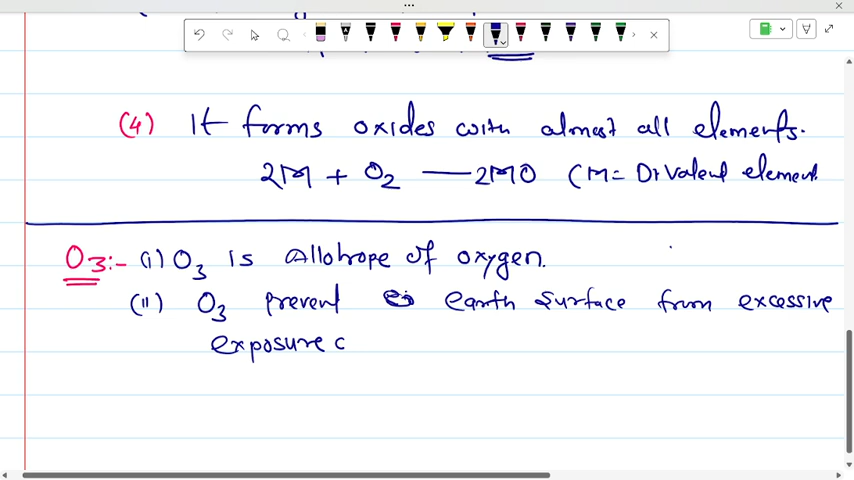 (4) It forms oxides with almost all elements.
2M + O2 — 2MO (M = Divalent element
O3:- (i) O3 is Allotrope of oxygen.
(ii) O3 prevent earth surface from excessive
exposure o